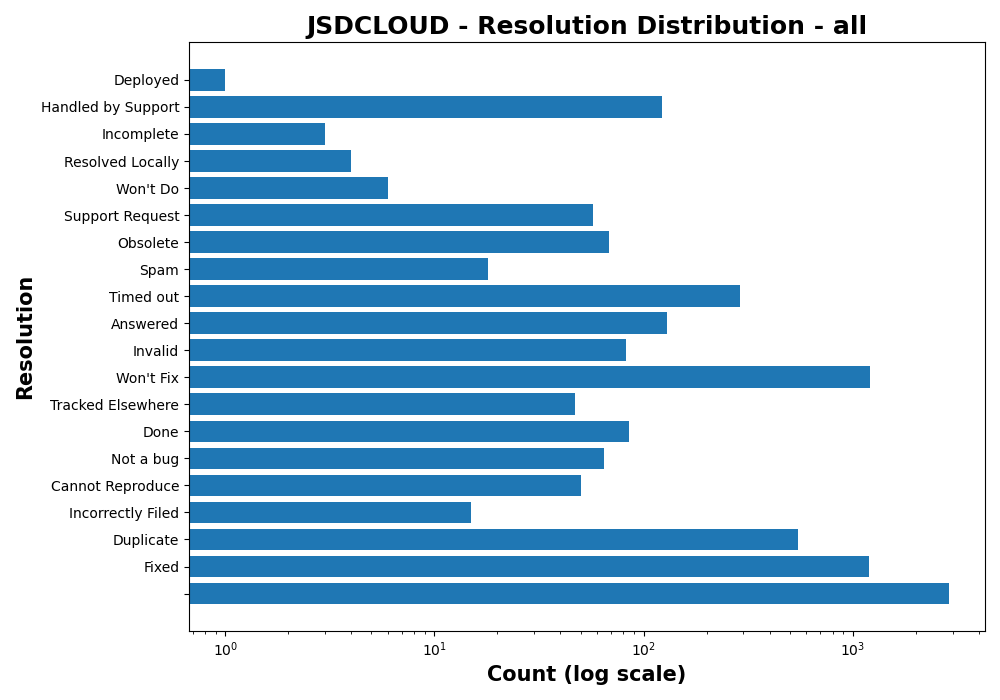 JSDCLOUD - Resolution Distribution - all
Resolution
Deployed
Handled by Support
Incomplete
Resolved Locally
Won't Do
Support Request
Obsolete
Spam
Timed out
Answered
Invalid
Won't Fix
Tracked Elsewhere
Done
Not a bug
Cannot Reproduce
Incorrectly Filed
Duplicate
Fixed
10⁰ 10¹ 10² 10³
Count (log scale)